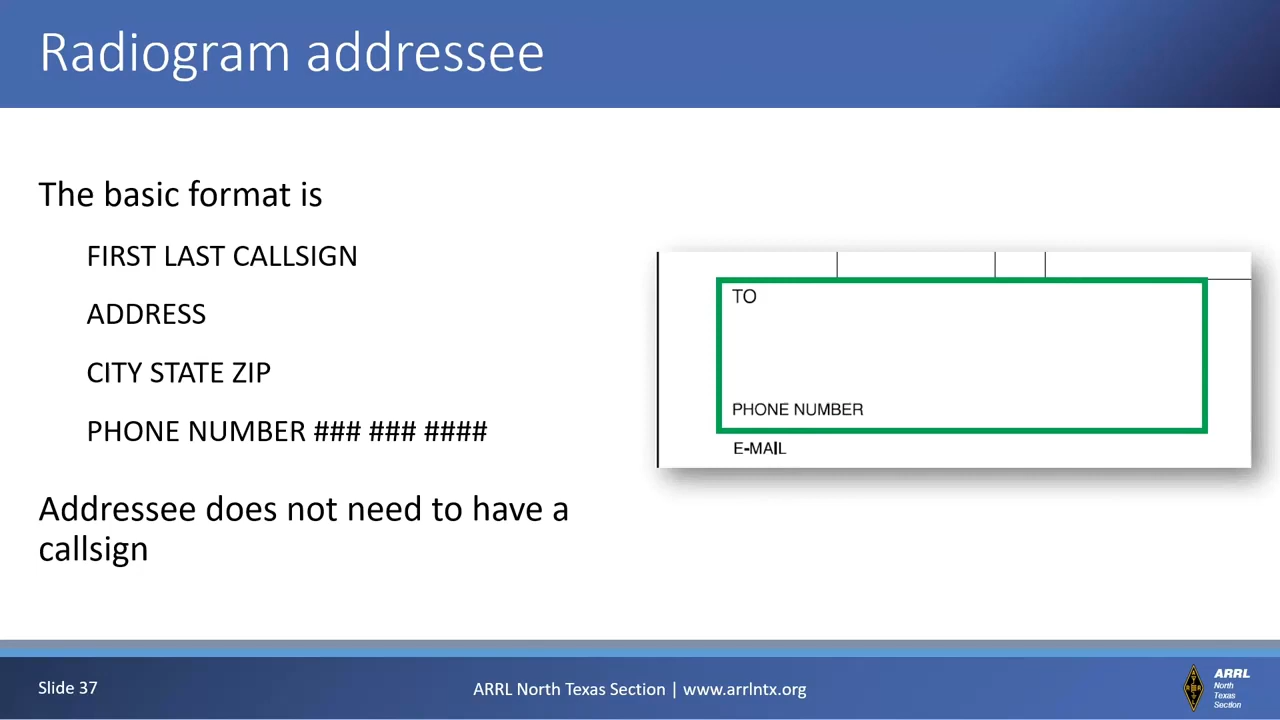 Radiogram addressee
The basic format is
FIRST LAST CALLSIGN
ADDRESS
CITY STATE ZIP
PHONE NUMBER ### ### ####
Addressee does not need to have a
callsign
TO
PHONE NUMBER
E-MAIL
Slide 37
ARRL North Texas Section | www.arrlntx.org
ARRL
North
Texas
Section